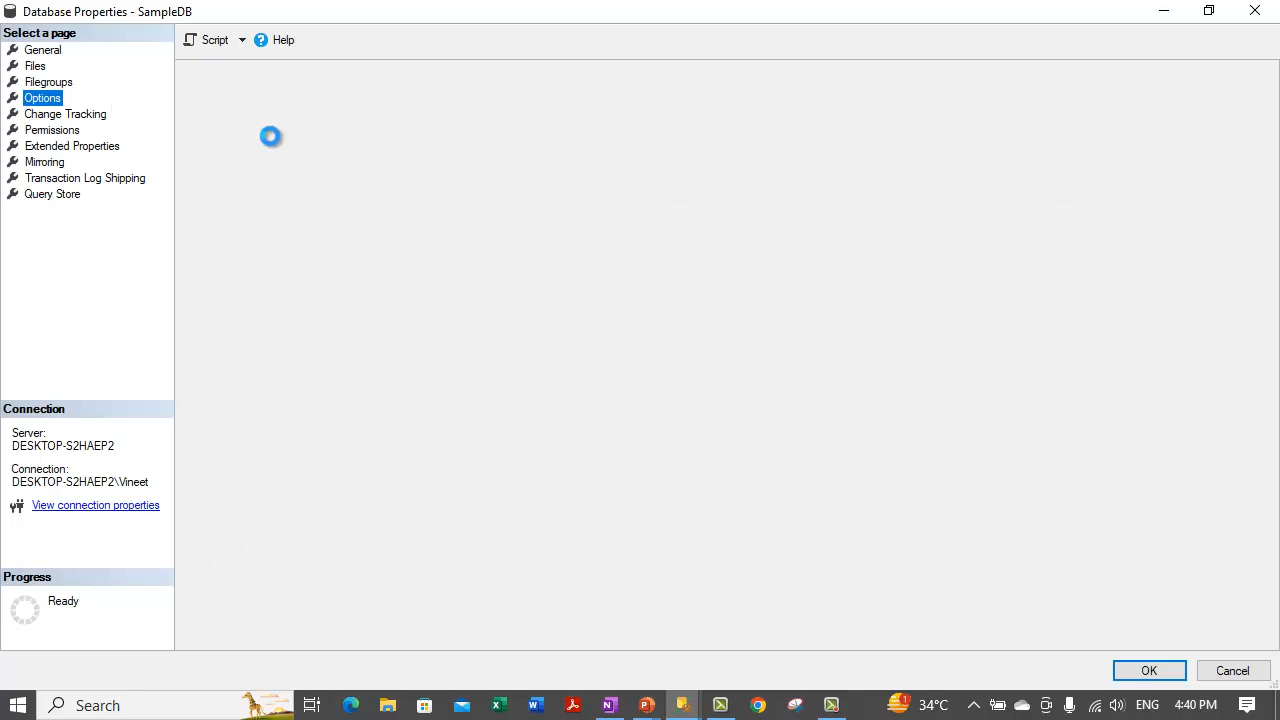 Database Properties - SampleDB
Select a page
General
Files
Filegroups
Options
Change Tracking
Permissions
Extended Properties
Mirroring
Transaction Log Shipping
Query Store
Script
Help
Connection
Server:
DESKTOP-S2HAEP2
Connection:
DESKTOP-S2HAEP2\Vineet
View connection properties
Progress
Ready
OK
Cancel
Search
1
34°C
ENG
4:40 PM